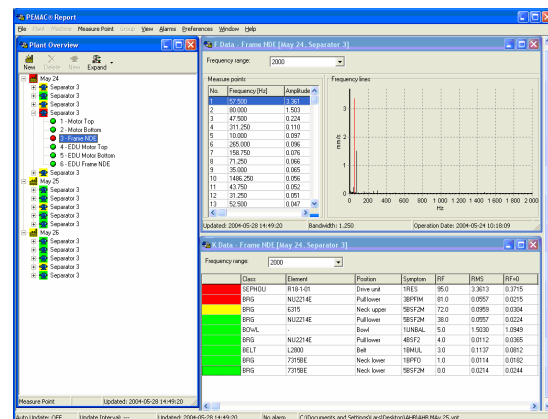 PEMAC® Report
File Plant Machine Measure Point Group View Alarms Preferences Window Help
Plant Overview
New Delete New Expand
May 24
Separator 3
Separator 3
Separator 3
Separator 3
1 - Motor Top
2 - Motor Bottom
3 - Frame NDE
4 - EDU Motor Top
5 - EDU Motor Bottom
6 - EDU Frame NDE
Separator 3
May 25
Separator 3
Separator 3
Separator 3
Separator 3
May 26
Separator 3
Separator 3
Separator 3
Separator 3
Measure Point Updated: 2004-05-28 14:49:20
F Data - Frame NDE [May 24, Separator 3]
Frequency range: 2000
Measure points
No. Frequency [Hz] Amplitude
1 57.500 3.361
2 80.000 1.503
3 47.500 0.224
4 311.250 0.110
5 10.000 0.097
6 265.000 0.096
7 158.750 0.076
8 71.250 0.066
9 35.000 0.065
10 1486.250 0.056
11 43.750 0.052
12 31.250 0.051
13 52.500 0.047
Frequency lines
mm/s
3
2
1
0
0 200 400 600 800 1 000 1 200 1 400 1 600 1 800 2 000
Hz
Updated: 2004-05-28 14:49:20 Bandwidth: 1.250 Operation Date: 2004-05-24 10:18:09
X Data - Frame NDE [May 24, Separator 3]
Frequency range: 2000
Class Element Position Symptom RF RMS RF=0
SEPHOU R18-1-01 Drive unit 1RES 95.0 3.3613 0.3715
BRG NU2214E Pull lower 3BPFIM 81.0 0.0557 0.0215
BRG 6315 Neck upper 5BSF2M 72.0 0.0959 0.0384
BRG NU2214E Pull lower 5BSF2M 38.0 0.0557 0.0224
BOWL - Bowl 1UNBAL 5.0 1.5030 1.0949
BRG NU2214E Pull lower 4BSF2 4.0 0.0112 0.0365
BELT L2800 Belt 1BMUL 3.0 0.1137 0.0812
BRG 7315BE Neck lower 1BPFO 1.0 0.0114 0.0182
BRG 7315BE Neck lower 5BSF2M 0.0 0.0214 0.0244
Auto Update: OFF Update Interval: --- Updated: 2004-05-28 14:49:20 No alarm C:\Documents and Settings\Lars\Desktop\AHB\AHB MAy 25.vpt